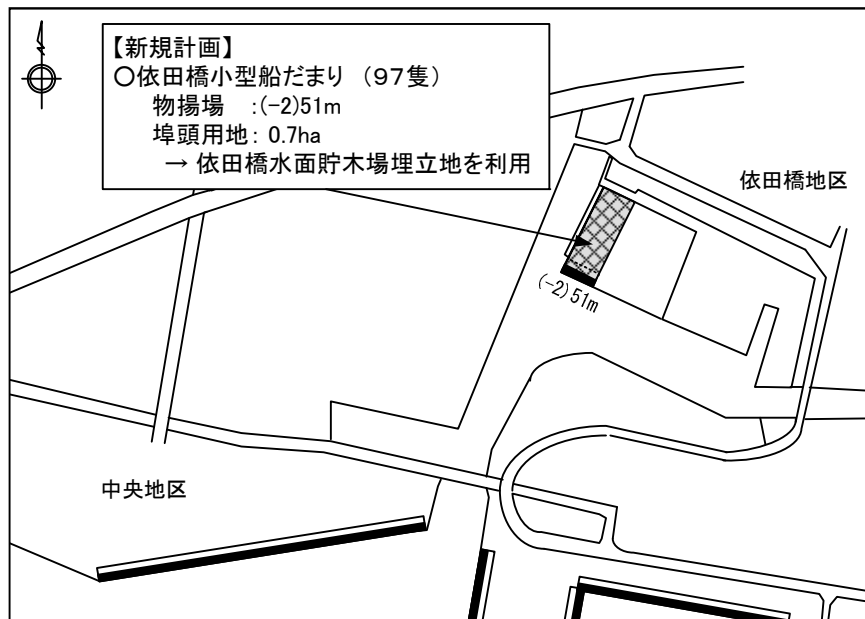 【新規計画】
〇依田橋小型船だまり （97隻）
物揚場 ：(-2)51m
埠頭用地： 0.7ha
→ 依田橋水面貯木場埋立地を利用
依田橋地区
(-2)51m
中央地区